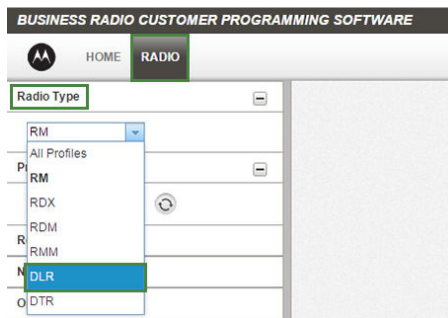 BUSINESS RADIO CUSTOMER PROGRAMMING SOFTWARE
HOME RADIO
Radio Type
RM
All Profiles
RM
RDX
RDM
RMM
DLR
DTR